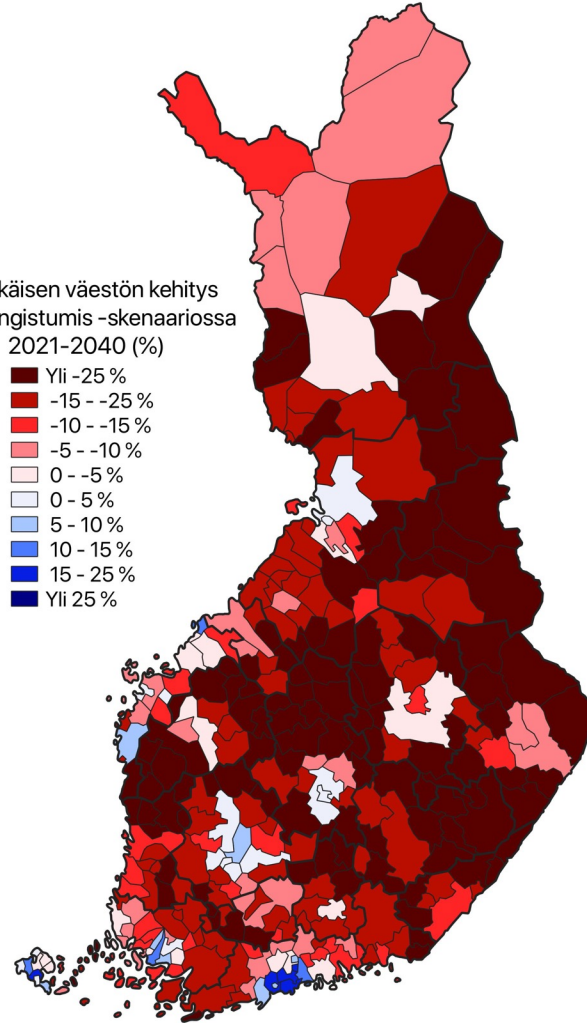 käisen väestön kehitys
ngistumis -skenaariossa
2021-2040 (%)
Yli -25 %
-15 - -25 %
-10 - -15 %
-5 - -10 %
0 - -5 %
0 - 5 %
5 - 10 %
10 - 15 %
15 - 25 %
Yli 25 %